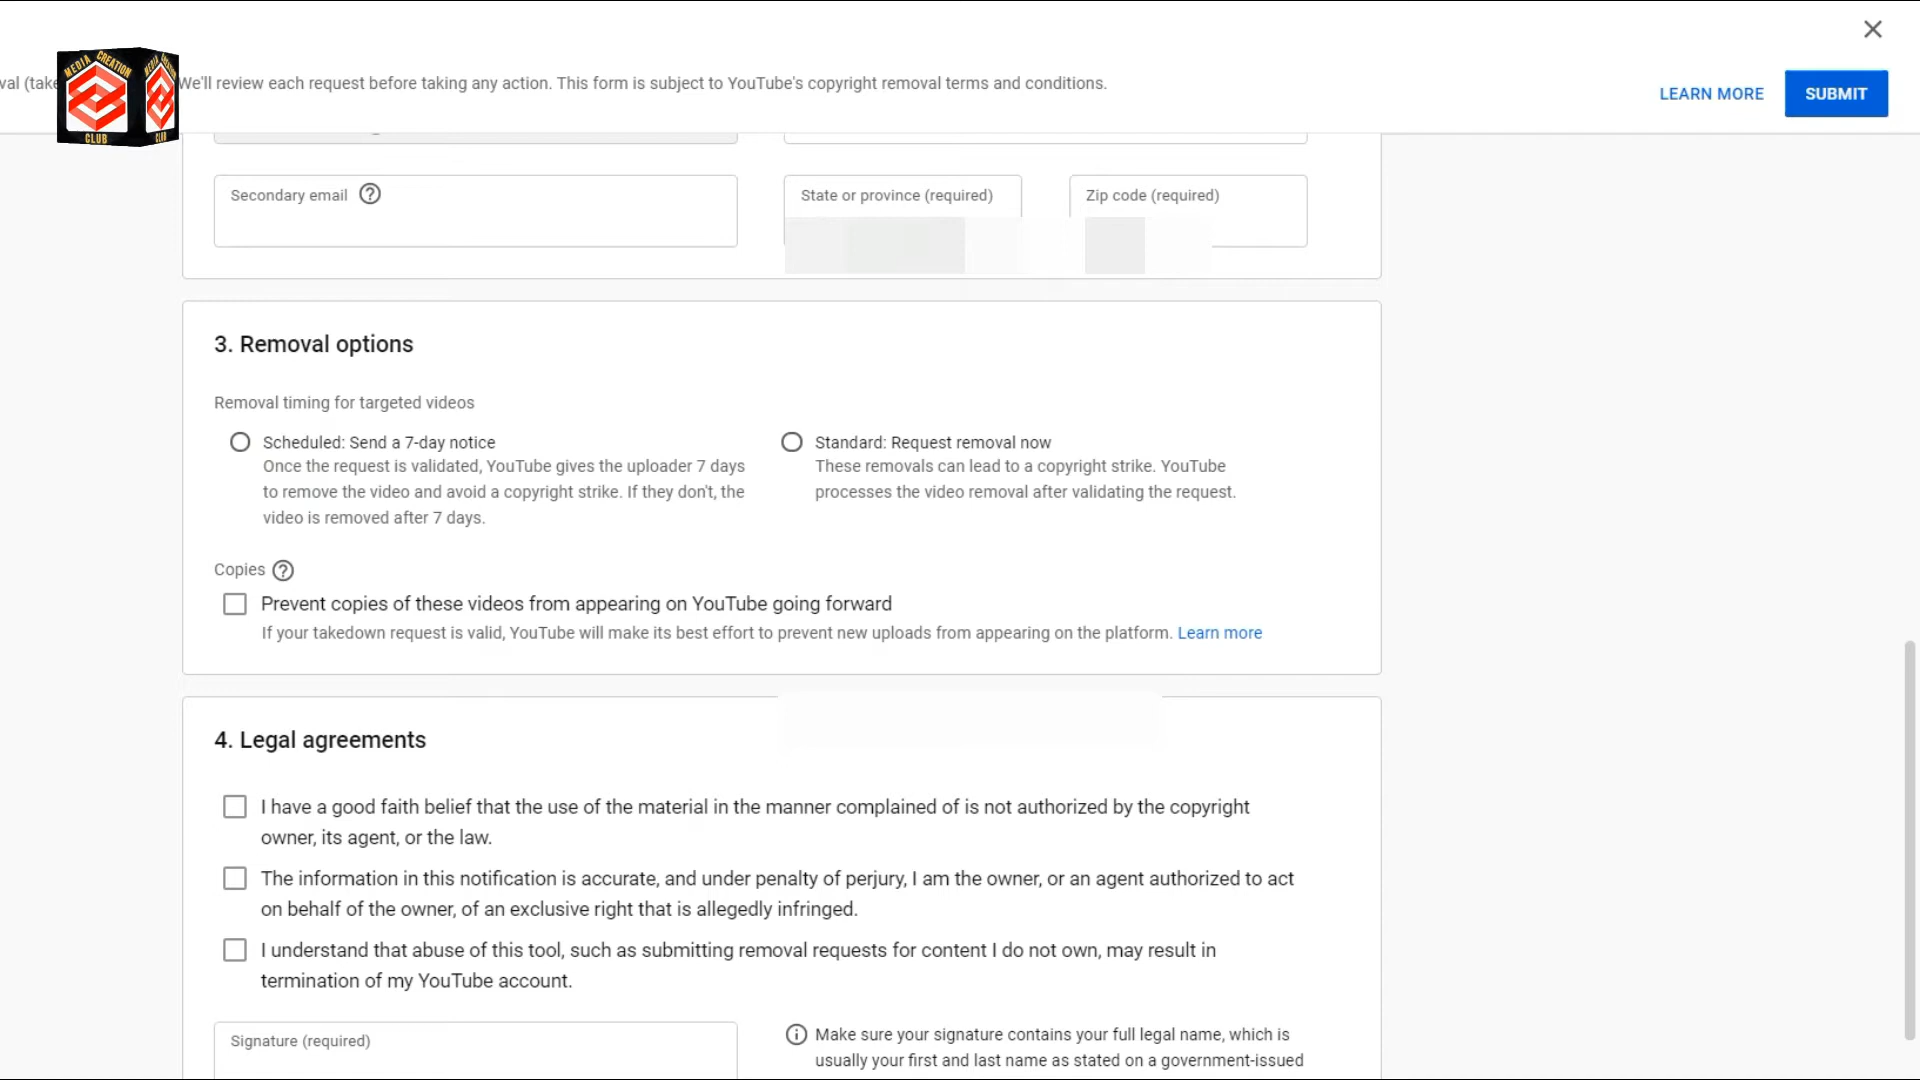 val (take
We'll review each request before taking any action. This form is subject to YouTube's copyright removal terms and conditions.
LEARN MORE
SUBMIT
MEDIA CREATION
CLUB
MEDIA CREATION
CLUB
Secondary email
State or province (required)
Zip code (required)
3. Removal options
Removal timing for targeted videos
Scheduled: Send a 7-day notice
Once the request is validated, YouTube gives the uploader 7 days
to remove the video and avoid a copyright strike. If they don't, the
video is removed after 7 days.
Standard: Request removal now
These removals can lead to a copyright strike. YouTube
processes the video removal after validating the request.
Copies
Prevent copies of these videos from appearing on YouTube going forward
If your takedown request is valid, YouTube will make its best effort to prevent new uploads from appearing on the platform. Learn more
4. Legal agreements
I have a good faith belief that the use of the material in the manner complained of is not authorized by the copyright
owner, its agent, or the law.
The information in this notification is accurate, and under penalty of perjury, I am the owner, or an agent authorized to act
on behalf of the owner, of an exclusive right that is allegedly infringed.
I understand that abuse of this tool, such as submitting removal requests for content I do not own, may result in
termination of my YouTube account.
Signature (required)
Make sure your signature contains your full legal name, which is
usually your first and last name as stated on a government-issued